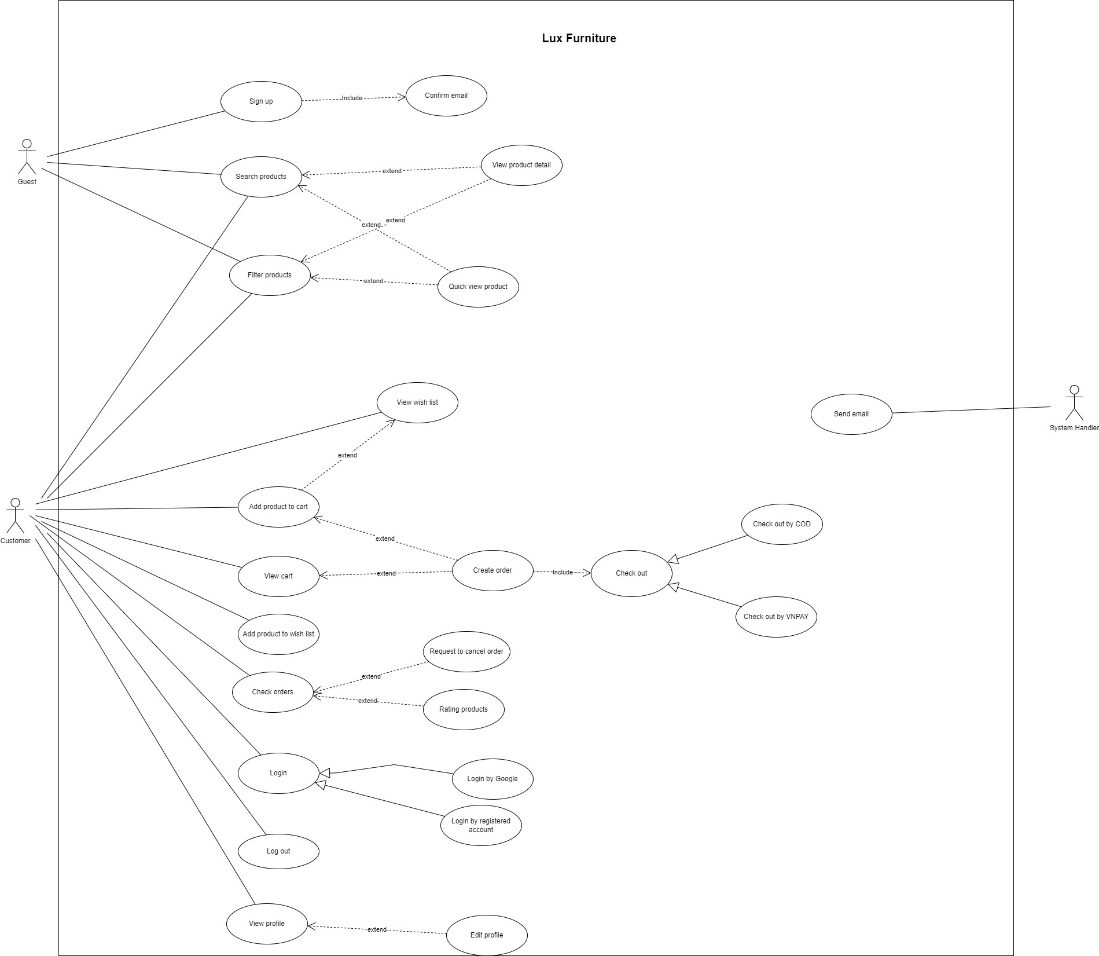 Lux Furniture
Sign up
Include
Confirm email
Guest
Search products
extend
View product detail
extend
extend
Filter products
extend
Quick view product
View wish list
Send email
System Handler
extend
Customer
Add product to cart
extend
Check out by COD
View cart
extend
Create order
Include
Check out
Check out by VNPAY
Add product to wish list
Request to cancel order
extend
Check orders
extend
Rating products
Login
Login by Google
Login by registered
account
Log out
View profile
extend
Edit profile